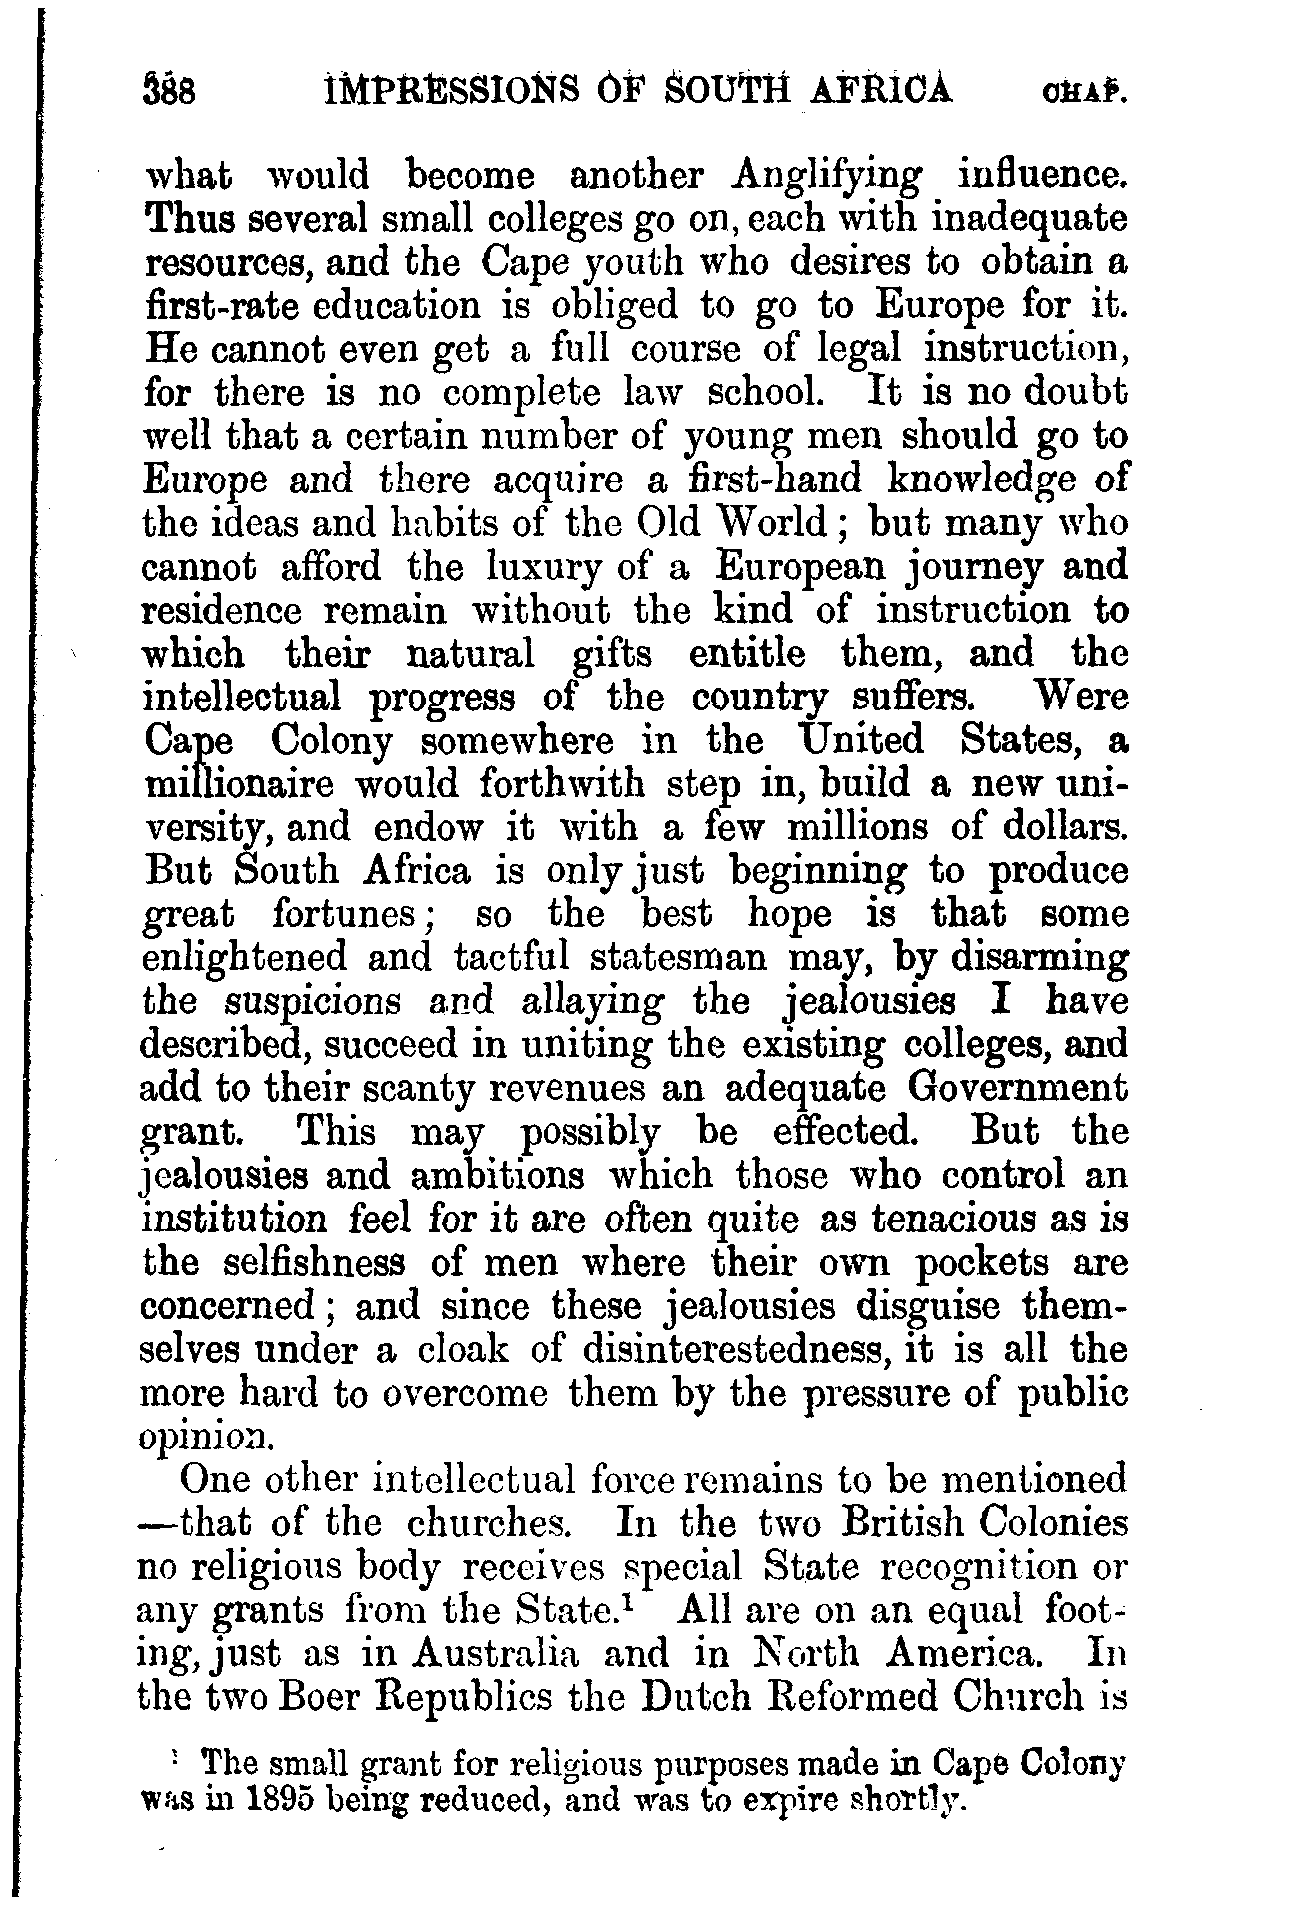 388 IMPRESSIONS OF SOUTH AFRICA CHAP.
what would become another Anglifying influence.
Thus several small colleges go on, each with inadequate
resources, and the Cape youth who desires to obtain a
first-rate education is obliged to go to Europe for it.
He cannot even get a full course of legal instruction,
for there is no complete law school. It is no doubt
well that a certain number of young men should go to
Europe and there acquire a first-hand knowledge of
the ideas and habits of the Old World; but many who
cannot afford the luxury of a European journey and
residence remain without the kind of instruction to
which their natural gifts entitle them, and the
intellectual progress of the country suffers. Were
Cape Colony somewhere in the United States, a
millionaire would forthwith step in, build a new uni-
versity, and endow it with a few millions of dollars.
But South Africa is only just beginning to produce
great fortunes; so the best hope is that some
enlightened and tactful statesman may, by disarming
the suspicions and allaying the jealousies I have
described, succeed in uniting the existing colleges, and
add to their scanty revenues an adequate Government
grant. This may possibly be effected. But the
jealousies and ambitions which those who control an
institution feel for it are often quite as tenacious as is
the selfishness of men where their own pockets are
concerned; and since these jealousies disguise them-
selves under a cloak of disinterestedness, it is all the
more hard to overcome them by the pressure of public
opinion.
One other intellectual force remains to be mentioned
—that of the churches. In the two British Colonies
no religious body receives special State recognition or
any grants from the State.¹ All are on an equal foot-
ing, just as in Australia and in North America. In
the two Boer Republics the Dutch Reformed Church is
¹ The small grant for religious purposes made in Cape Colony
was in 1895 being reduced, and was to expire shortly.